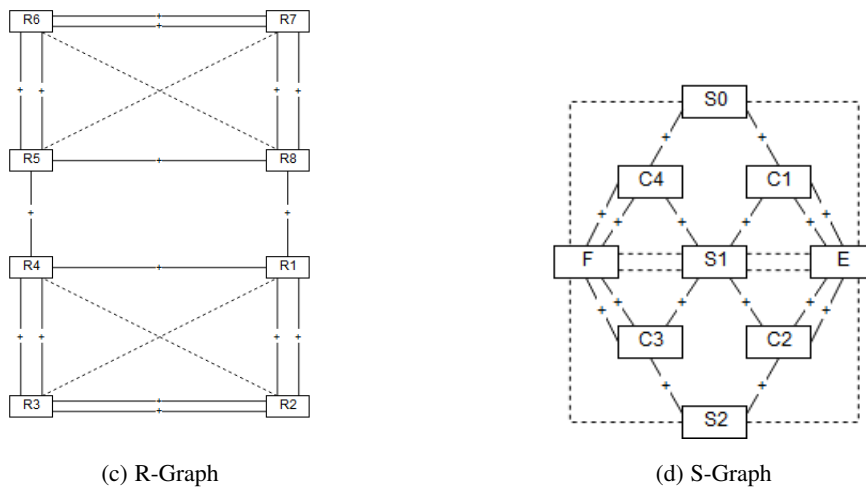 R6 + + R7
+ + + +
R5 + R8
+ +
R4 + R1
+ + + +
R3 + + R2
(c) R-Graph
S0
+ +
C4 C1
+ + + + + +
F S1 E
+ + + + + +
C3 C2
+ +
S2
(d) S-Graph